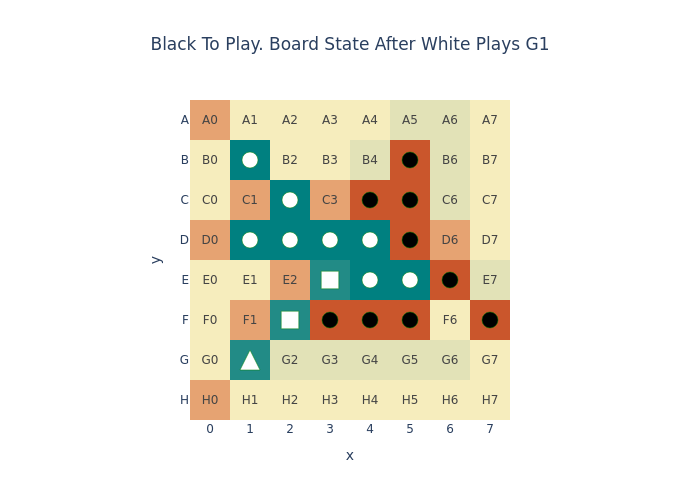 Black To Play. Board State After White Plays G1
A A0 A1 A2 A3 A4 A5 A6 A7
B B0 B2 B3 B4 B6 B7
C C0 C1 C3 C6 C7
D D0 D6 D7
E E0 E1 E2 E7
F F0 F1 F6
G G0 G2 G3 G4 G5 G6 G7
H H0 H1 H2 H3 H4 H5 H6 H7
0 1 2 3 4 5 6 7
x
y